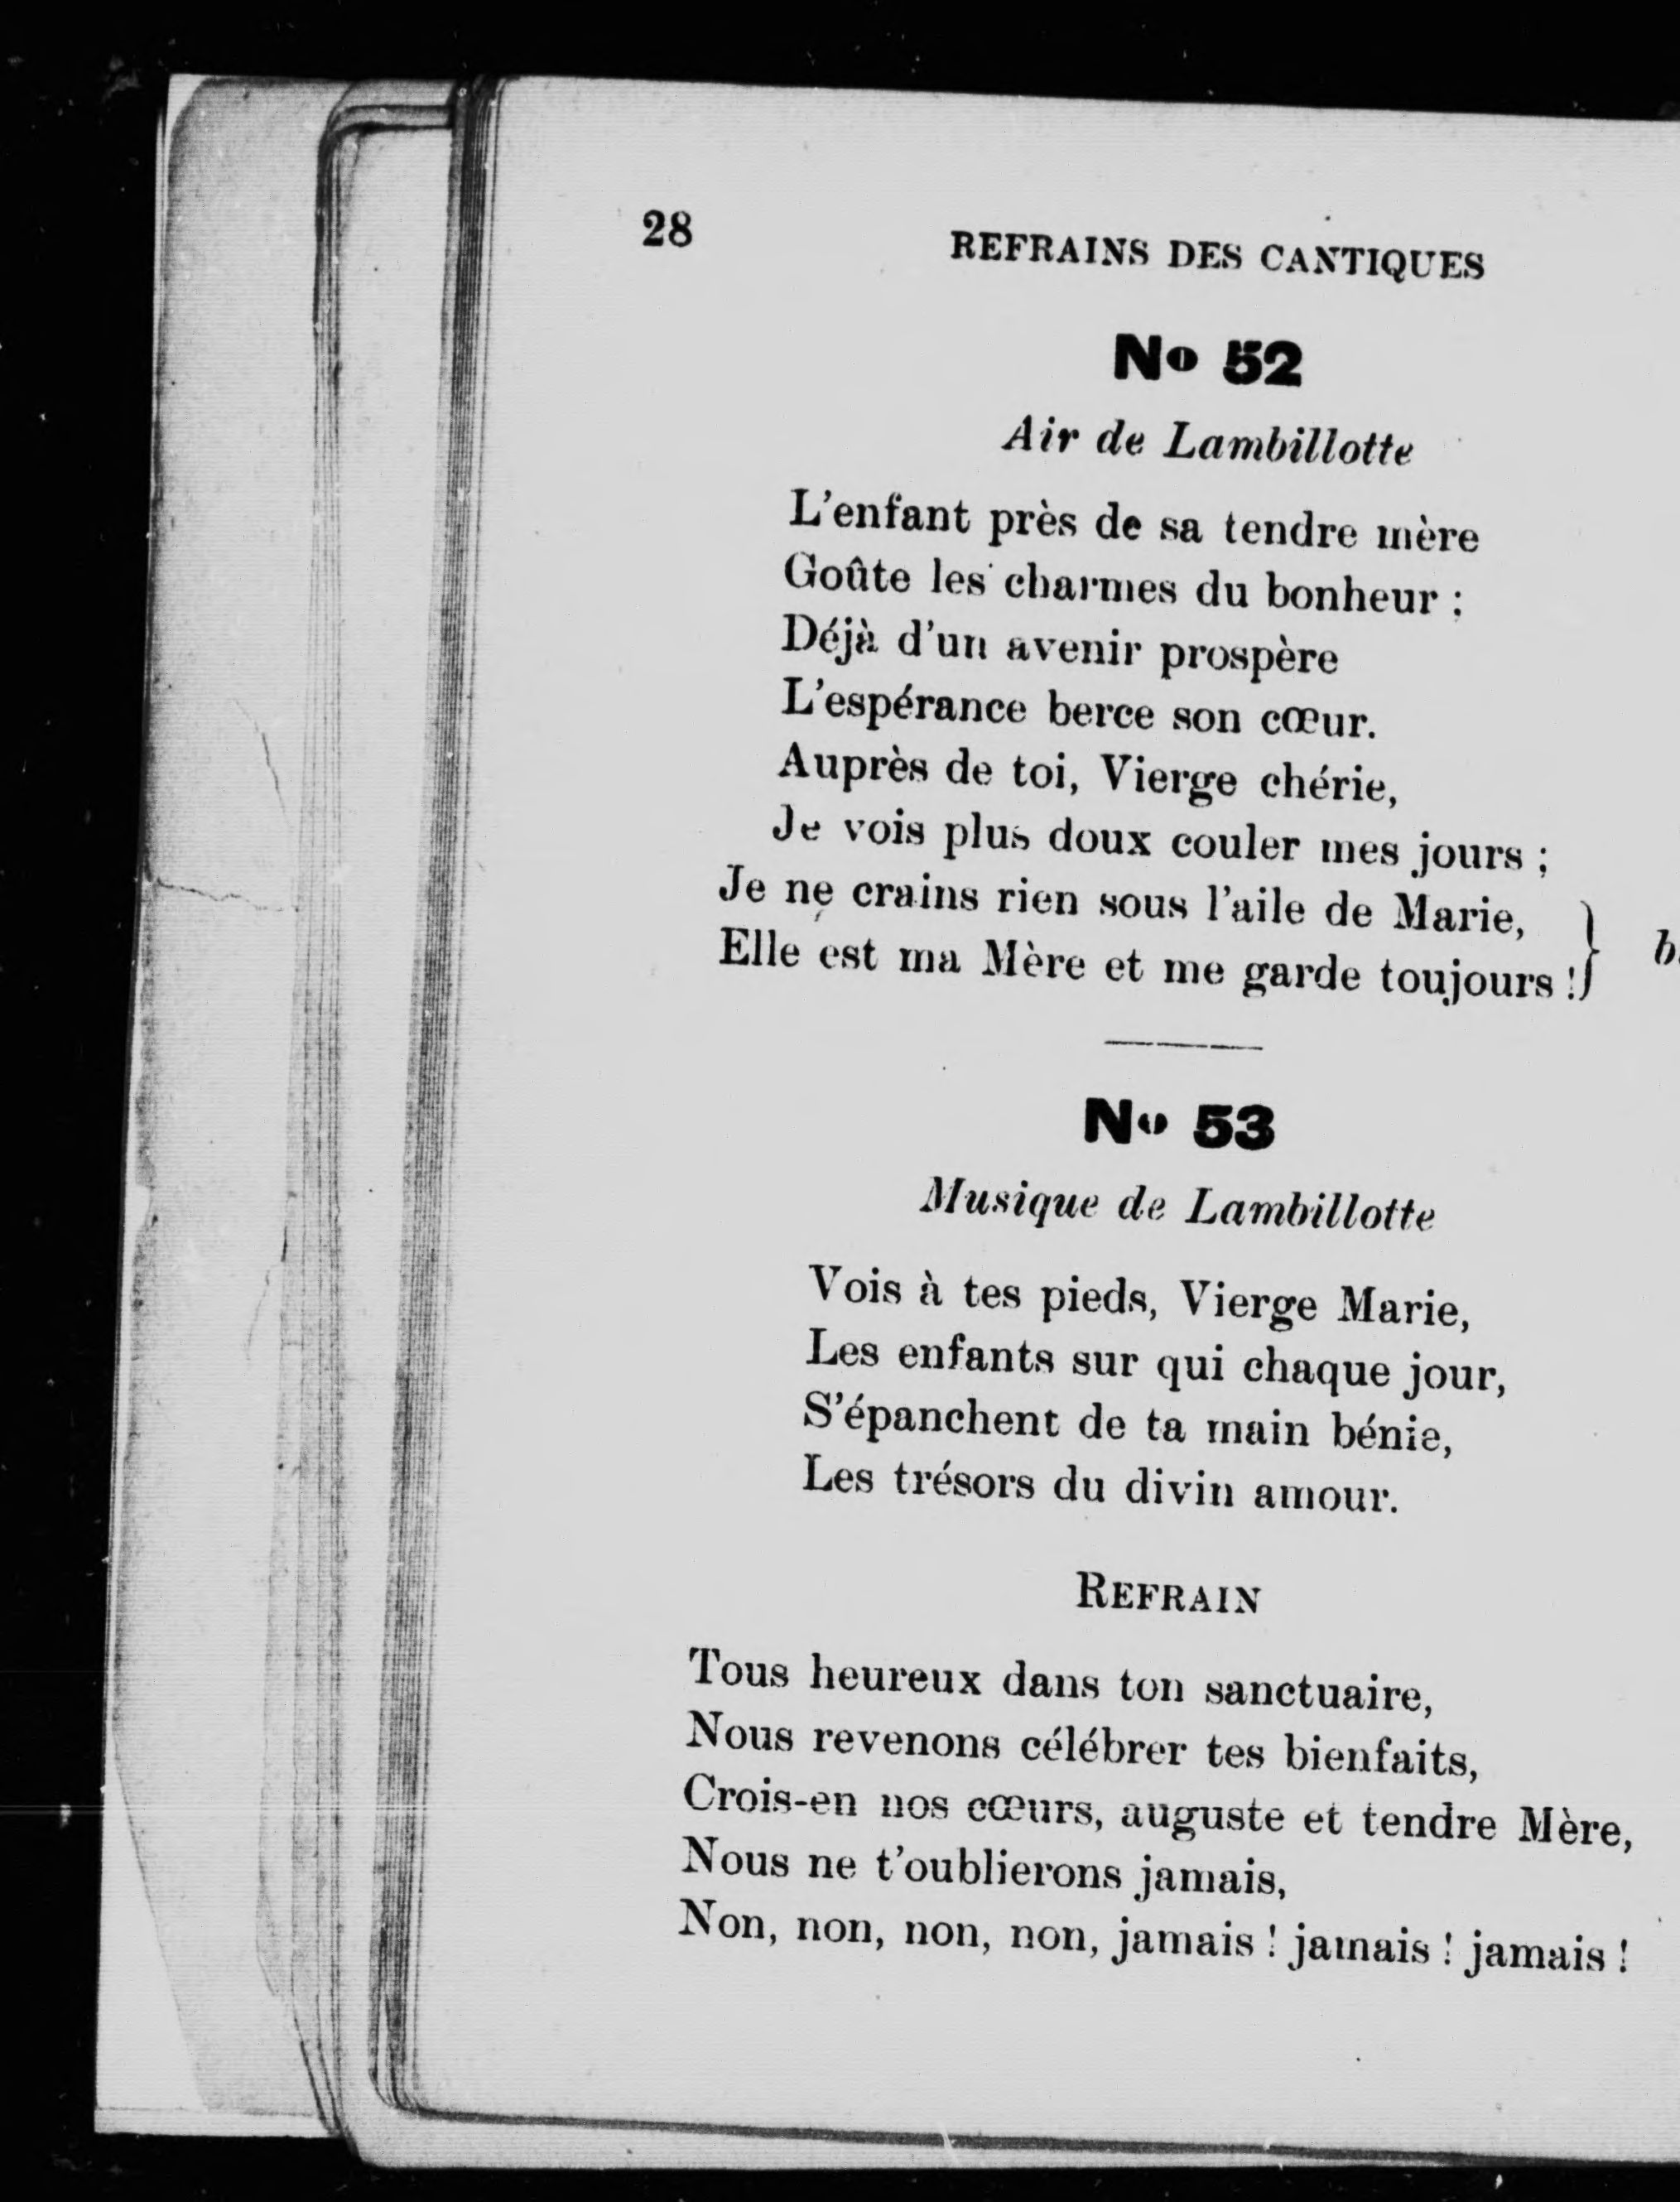 28
REFRAINS DES CANTIQUES
No 52
Air de Lambillotte
L'enfant près de sa tendre mère
Goûte les charmes du bonheur ;
Déjà d'un avenir prospère
L'espérance berce son cœur.
Auprès de toi, Vierge chérie,
Je vois plus doux couler mes jours ;
Je ne crains rien sous l'aile de Marie,
Elle est ma Mère et me garde toujours !
No 53
Musique de Lambillotte
Vois à tes pieds, Vierge Marie,
Les enfants sur qui chaque jour,
S'épanchent de ta main bénie,
Les trésors du divin amour.
REFRAIN
Tous heureux dans ton sanctuaire,
Nous revenons célébrer tes bienfaits,
Crois-en nos cœurs, auguste et tendre Mère,
Nous ne t'oublierons jamais,
Non, non, non, non, jamais ! jamais ! jamais !